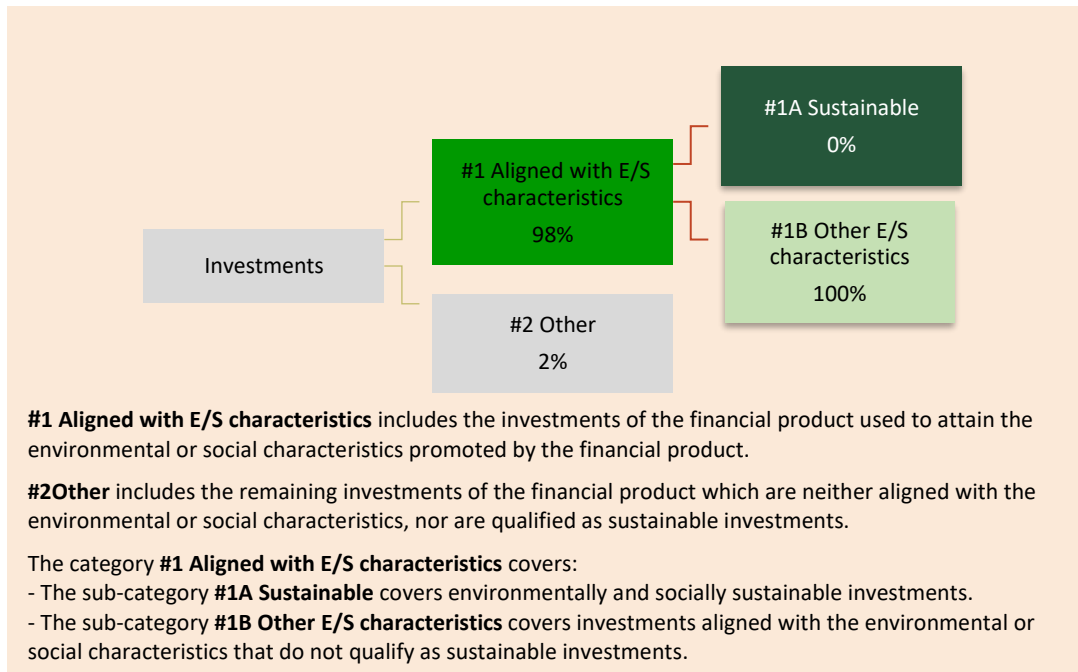 #1A Sustainable
0%
#1 Aligned with E/S
characteristics
98%
#1B Other E/S
characteristics
100%
Investments
#2 Other
2%
#1 Aligned with E/S characteristics includes the investments of the financial product used to attain the
environmental or social characteristics promoted by the financial product.
#2Other includes the remaining investments of the financial product which are neither aligned with the
environmental or social characteristics, nor are qualified as sustainable investments.
The category #1 Aligned with E/S characteristics covers:
- The sub-category #1A Sustainable covers environmentally and socially sustainable investments.
- The sub-category #1B Other E/S characteristics covers investments aligned with the environmental or
social characteristics that do not qualify as sustainable investments.